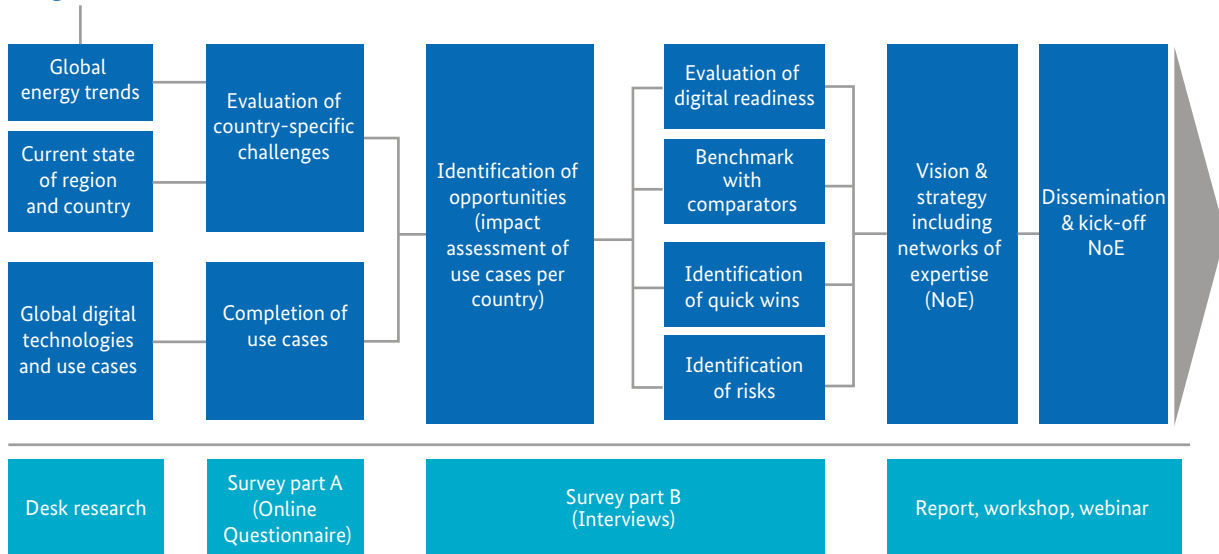 Global
energy trends
Current state
of region
and country
Global digital
technologies
and use cases
Evaluation of
country-specific
challenges
Completion of
use cases
Identification of
opportunities
(impact
assessment of
use cases per
country)
Evaluation of
digital readiness
Benchmark
with
comparators
Identification
of quick wins
Identification
of risks
Vision &
strategy
including
networks of
expertise
(NoE)
Dissemination
& kick-off
NoE
Desk research
Survey part A
(Online
Questionnaire)
Survey part B
(Interviews)
Report, workshop, webinar